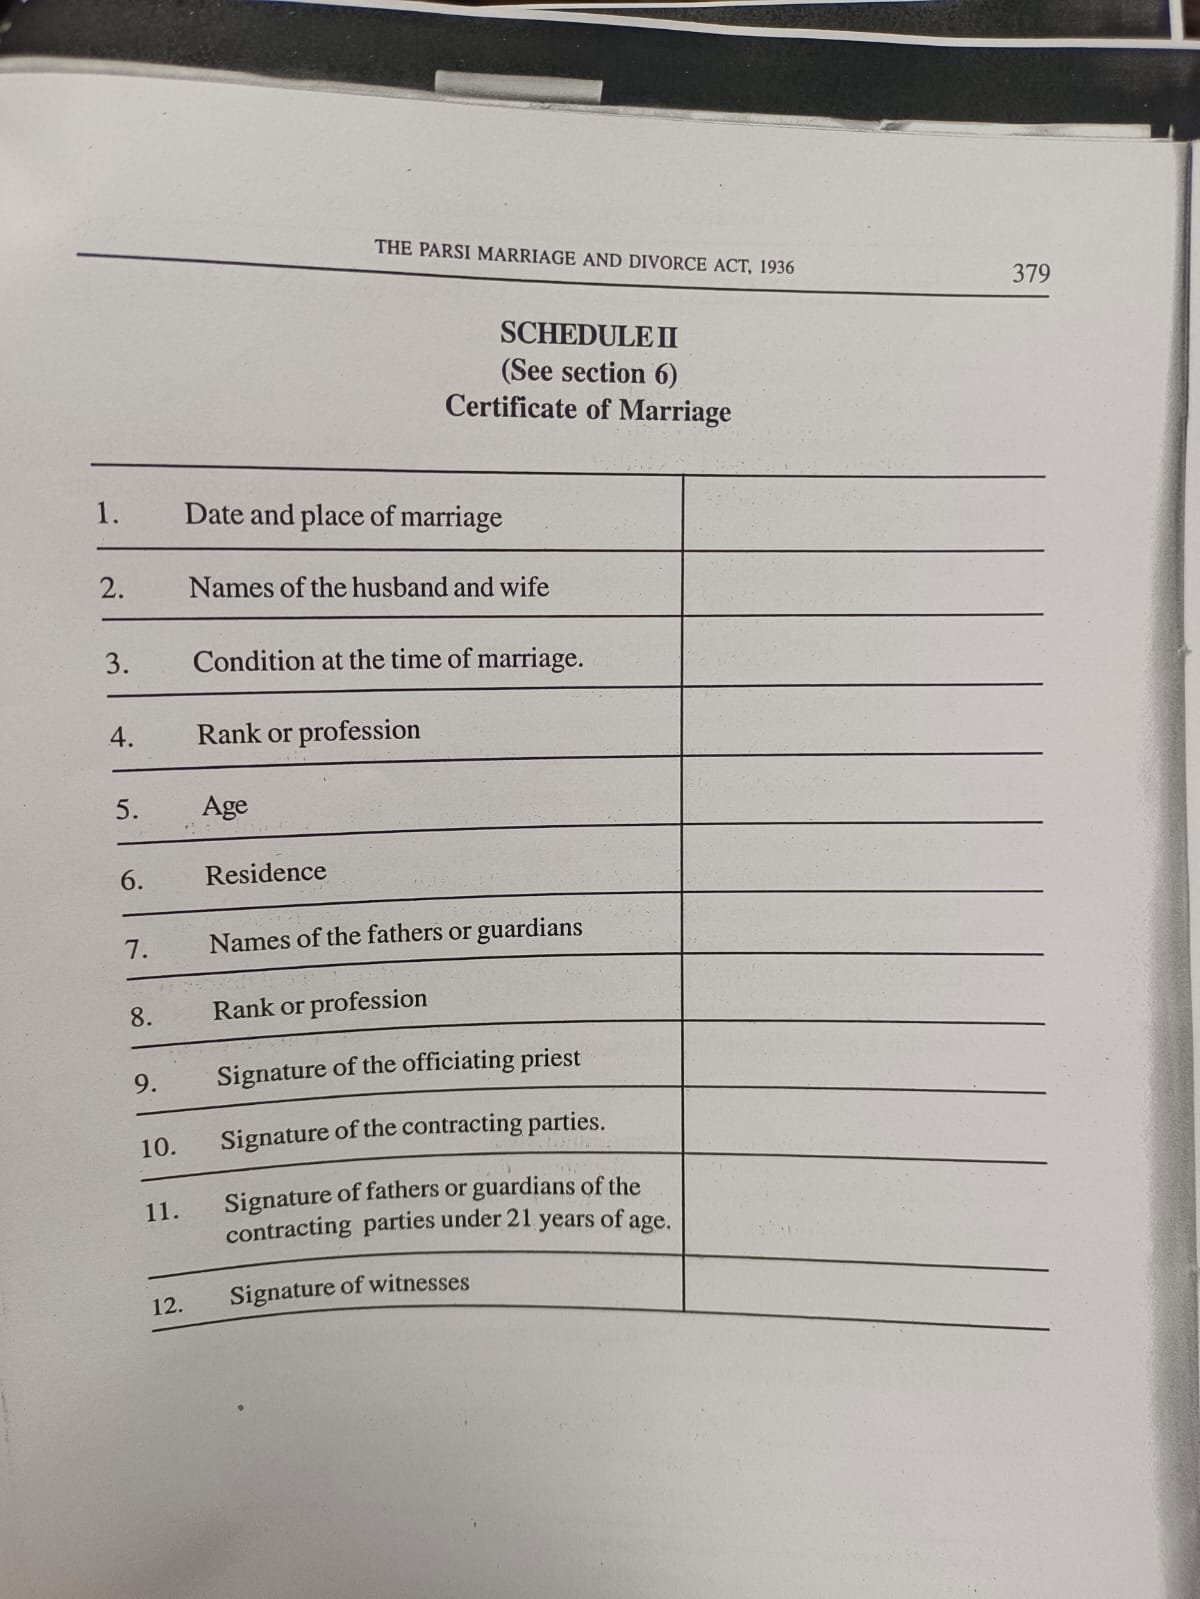 THE PARSI MARRIAGE AND DIVORCE ACT, 1936
379
SCHEDULE II
(See section 6)
Certificate of Marriage
1. Date and place of marriage
2. Names of the husband and wife
3. Condition at the time of marriage.
4. Rank or profession
5. Age
6. Residence
7. Names of the fathers or guardians
8. Rank or profession
9. Signature of the officiating priest
10. Signature of the contracting parties.
11. Signature of fathers or guardians of the
contracting parties under 21 years of age.
12. Signature of witnesses